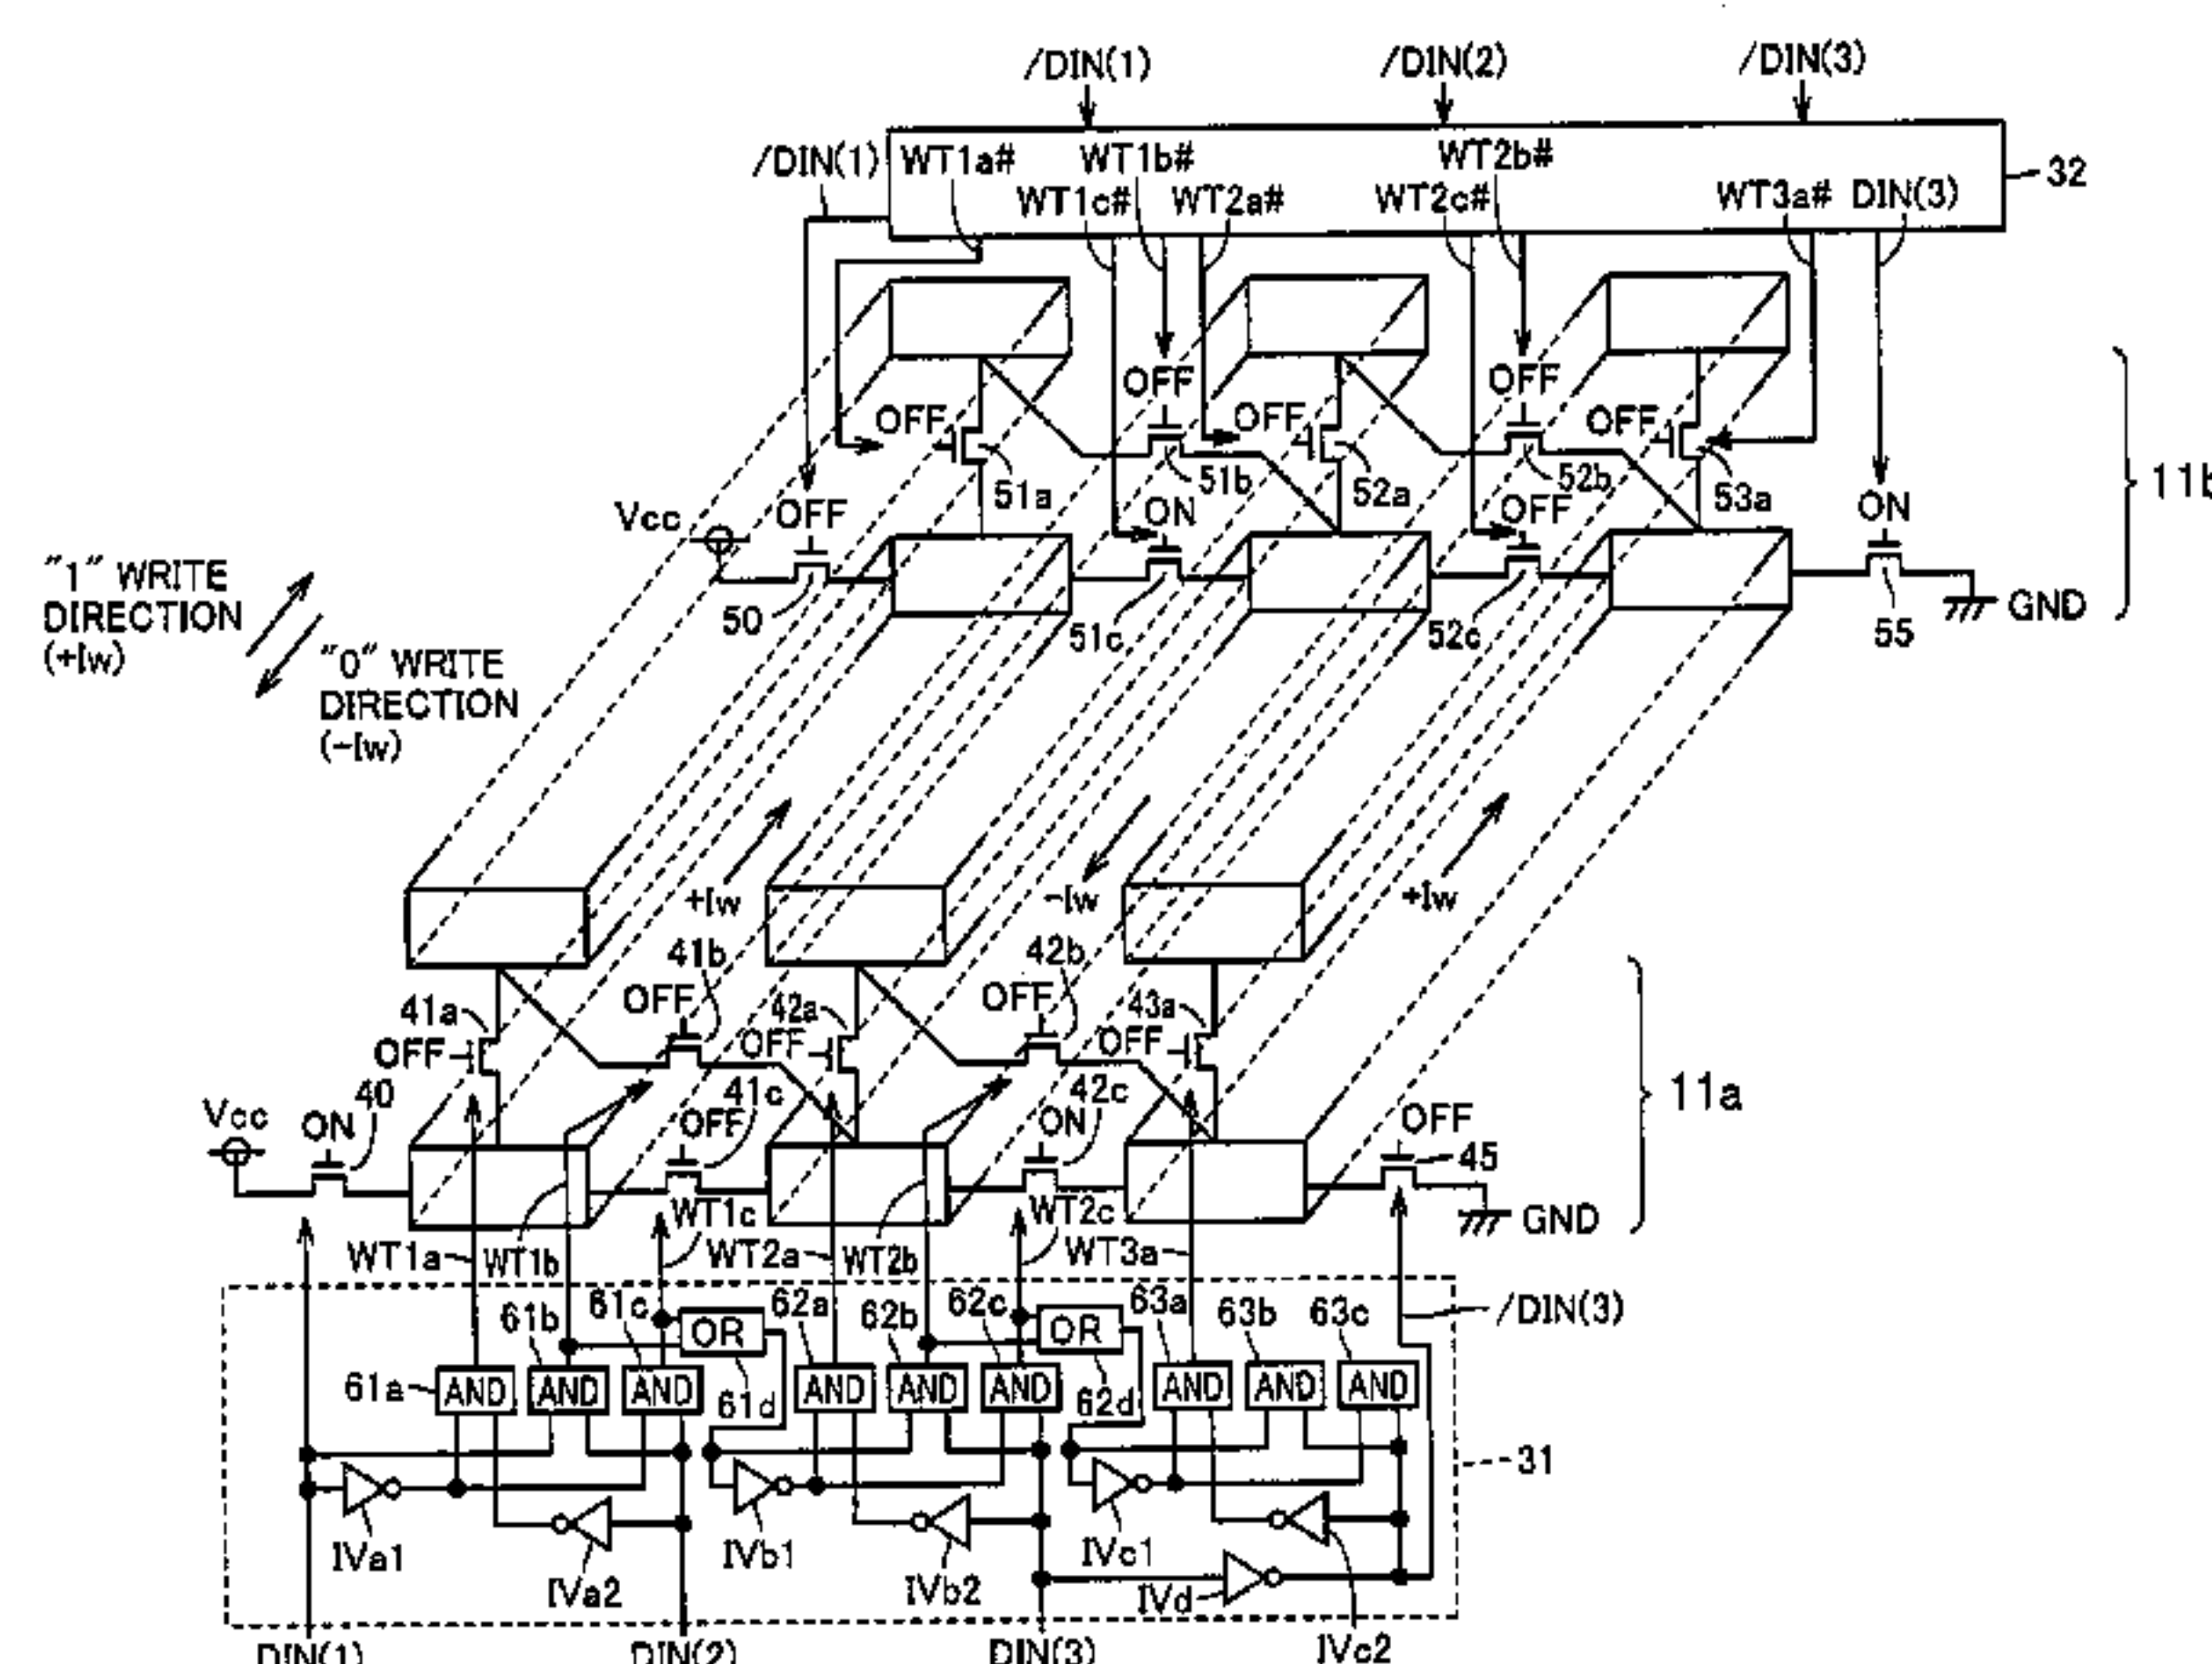 /DIN(1) /DIN(2) /DIN(3)
/DIN(1) WT1a# WT1b# WT2b#
WT1c# WT2a# WT2c# WT3a# DIN(3)
32
OFF OFF
OFF OFF OFF
51a 51b 52a 52b 53a
11b
Vcc OFF ON OFF ON
50 51c 52c 55 GND
"1" WRITE
DIRECTION
(+Iw)
"0" WRITE
DIRECTION
(-Iw)
+Iw -Iw +Iw
41b 42b
OFF OFF
41a 42a 43a
OFF OFF OFF
11a
40 41c 42c
Vcc ON OFF ON OFF
45
WT1c WT2c GND
WT1a WT1b WT2a WT2b WT3a
61b 61c 62a 62b 62c 63a 63b 63c /DIN(3)
OR OR
61a AND AND AND 61d AND AND AND 62d AND AND AND
31
IVa1 IVa2 IVb1 IVb2 IVc1 IVd
IVc2
DIN(1) DIN(2) DIN(3)